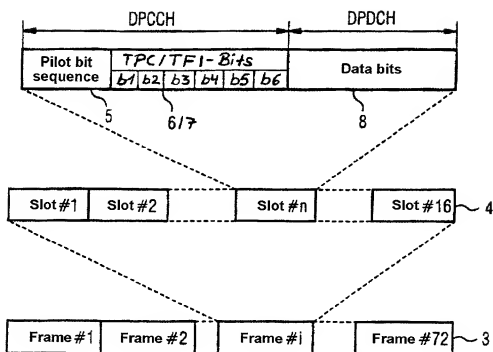 DPCCH DPDCH
Pilot bit sequence TPC/TFI-Bits Data bits
b1 b2 b3 b4 b5 b6
5 6/7 8
Slot #1 Slot #2 Slot #n Slot #16 4
Frame #1 Frame #2 Frame #i Frame #72 3